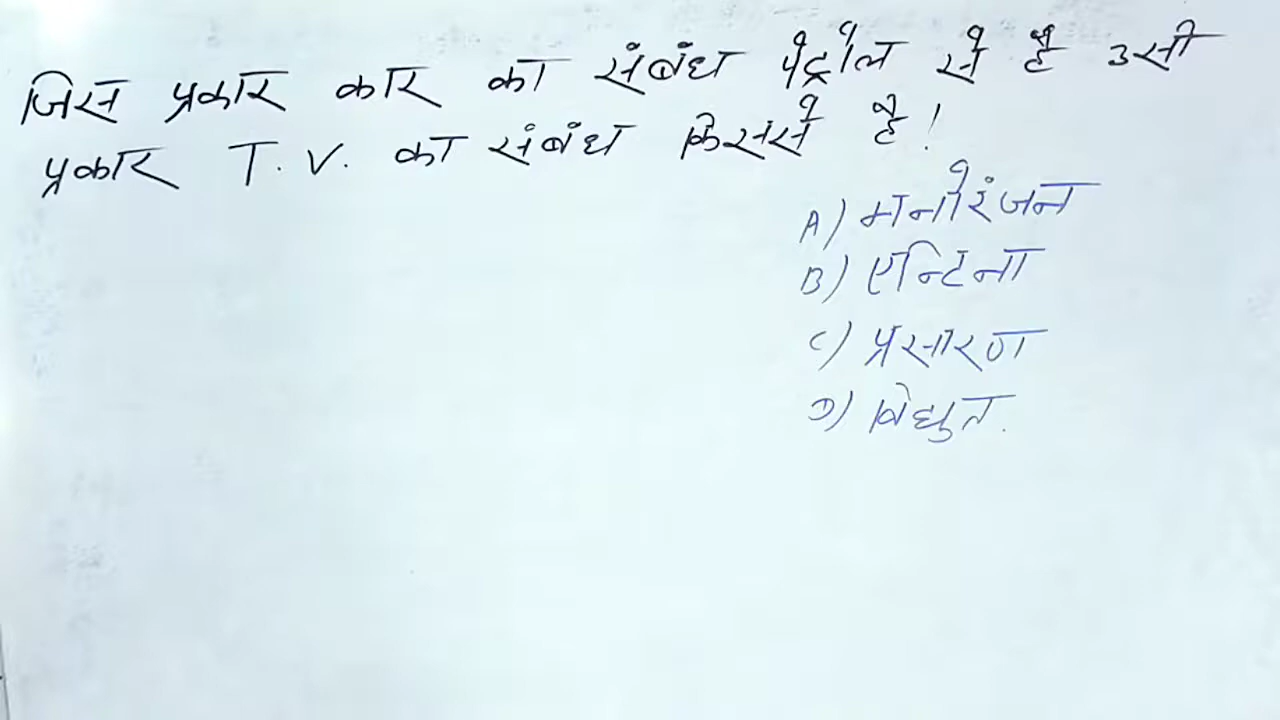 जिस प्रकार कार का संबंध पेट्रोल से है उसी
प्रकार T.V. का संबंध किससे है!
A) मनोरंजन
B) एन्टिना
C) प्रसारण
D) विधुत.